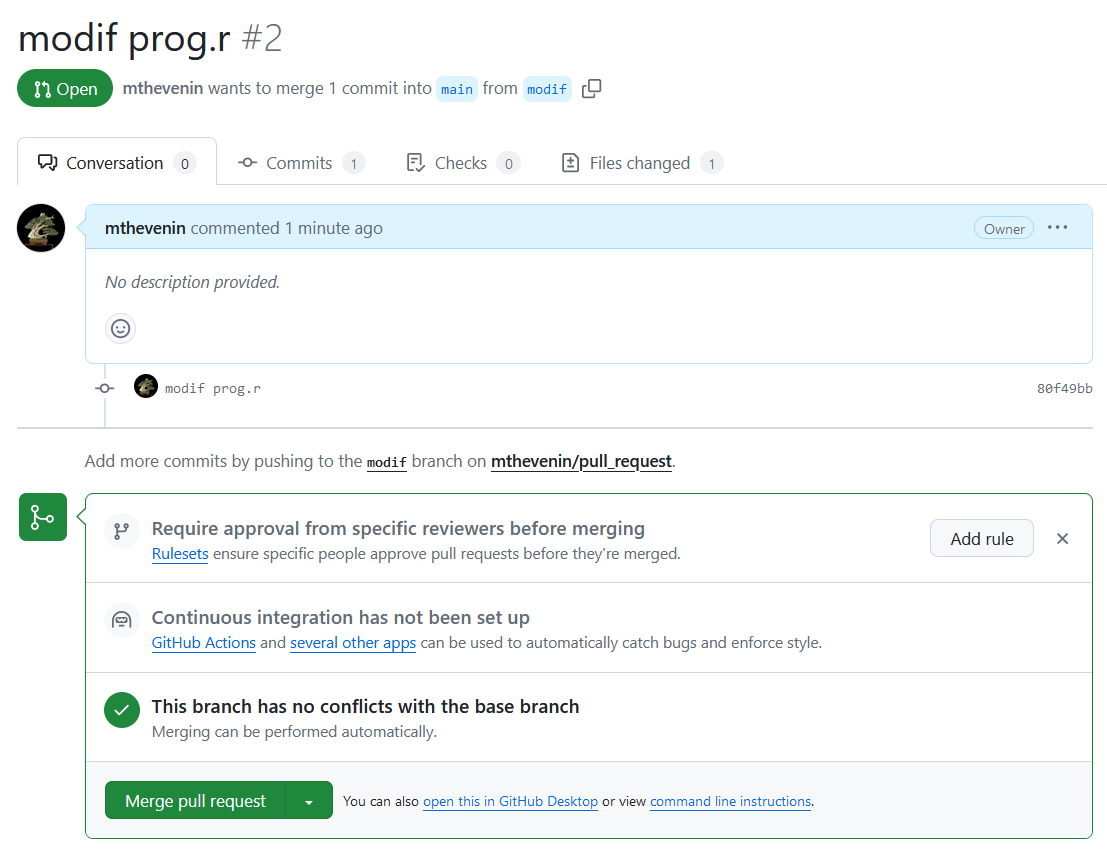 modif prog.r #2
Open mthevenin wants to merge 1 commit into main from modif
Conversation 0 Commits 1 Checks 0 Files changed 1
mthevenin commented 1 minute ago Owner
No description provided.
modif prog.r 80f49bb
Add more commits by pushing to the modif branch on mthevenin/pull_request.
Require approval from specific reviewers before merging
Rulesets ensure specific people approve pull requests before they're merged.
Add rule
Continuous integration has not been set up
GitHub Actions and several other apps can be used to automatically catch bugs and enforce style.
This branch has no conflicts with the base branch
Merging can be performed automatically.
Merge pull request You can also open this in GitHub Desktop or view command line instructions.